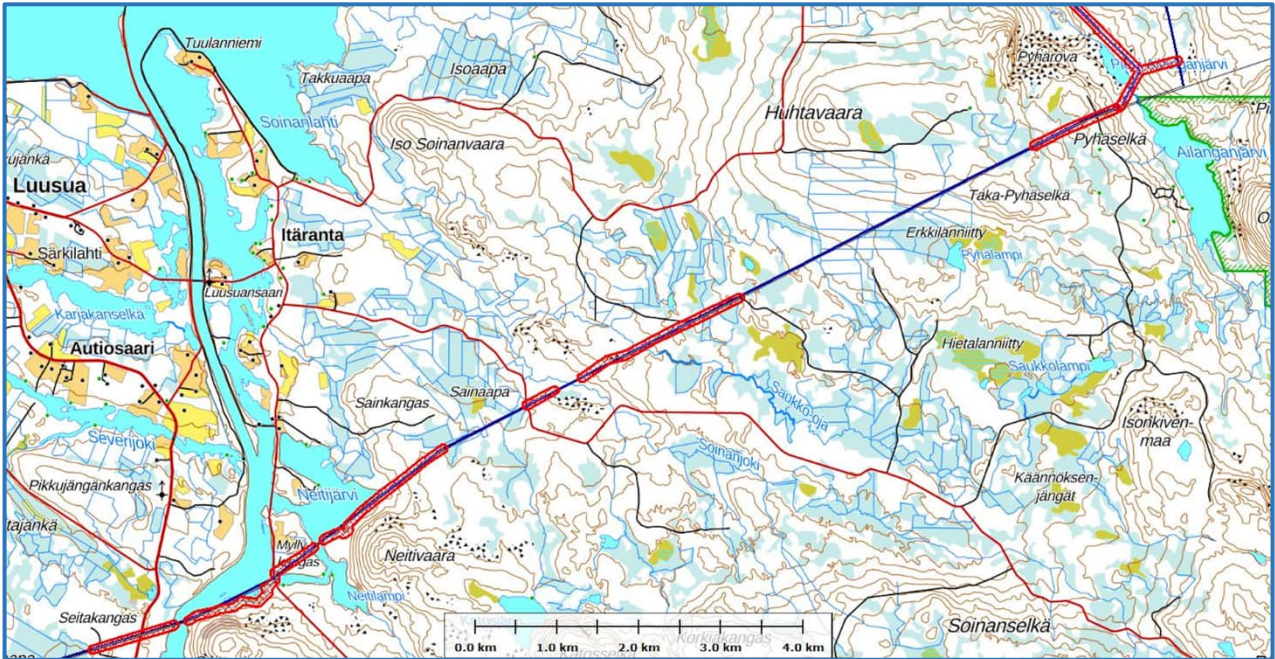 Tuulanniemi
Takkuaapa
Isoaapa
Pyhärova
Huhtavaara
Soinanlahti
Iso Soinanvaara
Pyhäselkä
Ailanganjärvi
Luusua
Taka-Pyhäselkä
Itäranta
Erkkilänniitty
Särkilahti
Pyhälampi
Luusuansaari
Karjakanselkä
Autiosaari
Hietalanniitty
Saukkolampi
Sainaapa
Sainkangas
Saukko-oja
Isonkiven-
maa
Severijoki
Soinanjoki
Pikkujängänkangas
Neitijärvi
Käännöksen-
jängät
Neitivaara
Neitilampi
Seitakangas
Korkiakangas
Soinanselkä
0.0 km 1.0 km 2.0 km 3.0 km 4.0 km